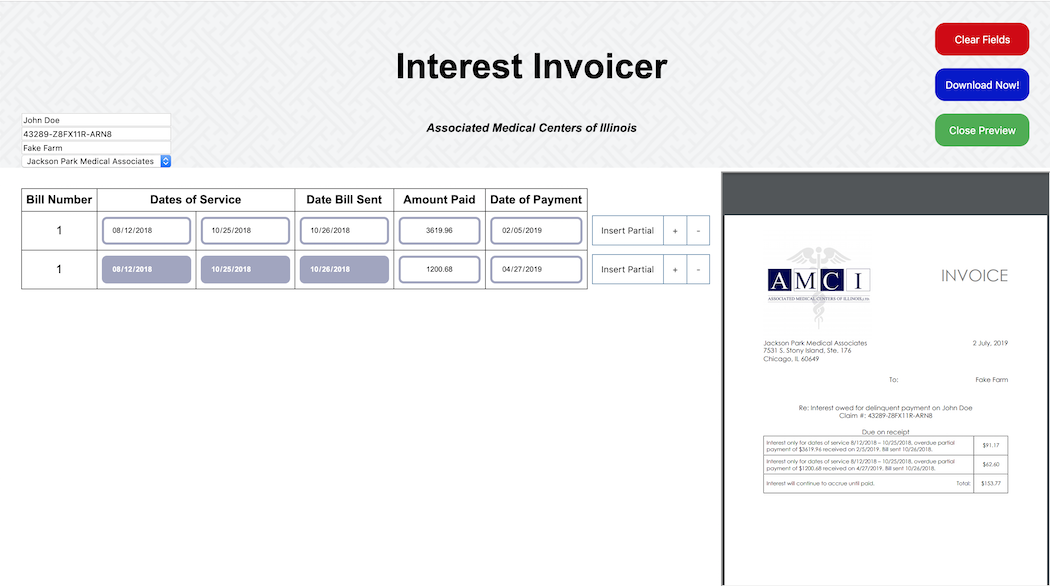 Interest Invoicer
Associated Medical Centers of Illinois
Clear Fields
Download Now!
Close Preview
John Doe
43289-Z8FX11R-ARN8
Fake Farm
Jackson Park Medical Associates
Bill Number Dates of Service Date Bill Sent Amount Paid Date of Payment
1 08/12/2018 10/25/2018 10/26/2018 3619.96 02/05/2019 Insert Partial + -
1 08/12/2018 10/25/2018 10/26/2018 1200.68 04/27/2019 Insert Partial + -
AMCI
ASSOCIATED MEDICAL CENTERS OF ILLINOIS
INVOICE
Jackson Park Medical Associates 2 July, 2019
7531 S. Stony Island, Ste. 176
Chicago, IL 60649
To: Fake Farm
Re: Interest owed for delinquent payment on John Doe
Claim #: 43289-Z8FX11R-ARN8
Due on receipt
Interest only for dates of service 8/12/2018 – 10/25/2018, overdue partial
payment of $3619.96 received on 2/5/2019. Bill sent 10/26/2018. $91.17
Interest only for dates of service 8/12/2018 – 10/25/2018, overdue partial
payment of $1200.68 received on 4/27/2019. Bill sent 10/26/2018. $62.60
Interest will continue to accrue until paid. Total: $153.77